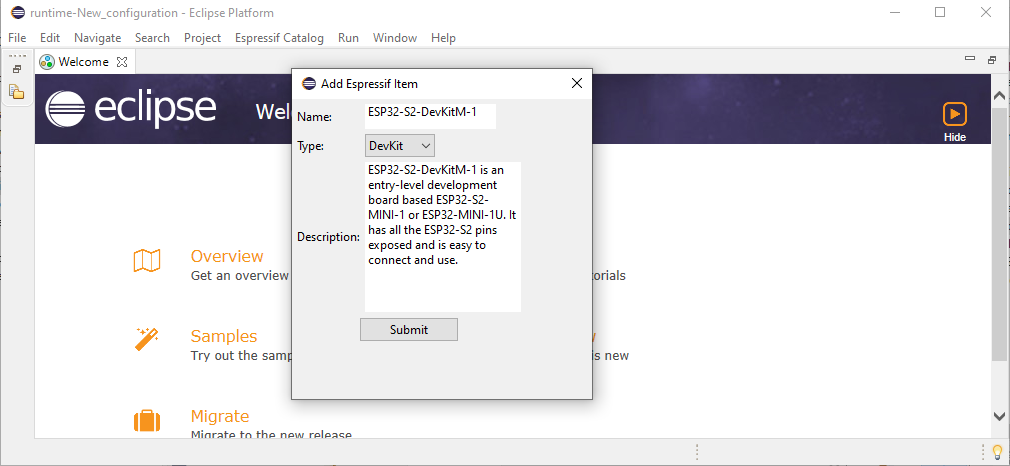 runtime-New_configuration - Eclipse Platform
File Edit Navigate Search Project Espressif Catalog Run Window Help
Welcome
eclipse
Wel
Hide
Add Espressif Item
Name: ESP32-S2-DevKitM-1
Type: DevKit
Description:
ESP32-S2-DevKitM-1 is an
entry-level development
board based ESP32-S2-
MINI-1 or ESP32-MINI-1U. It
has all the ESP32-S2 pins
exposed and is easy to
connect and use.
Submit
Overview
Get an overview
torials
Samples
Try out the samp
is new
Migrate
Migrate to the new release